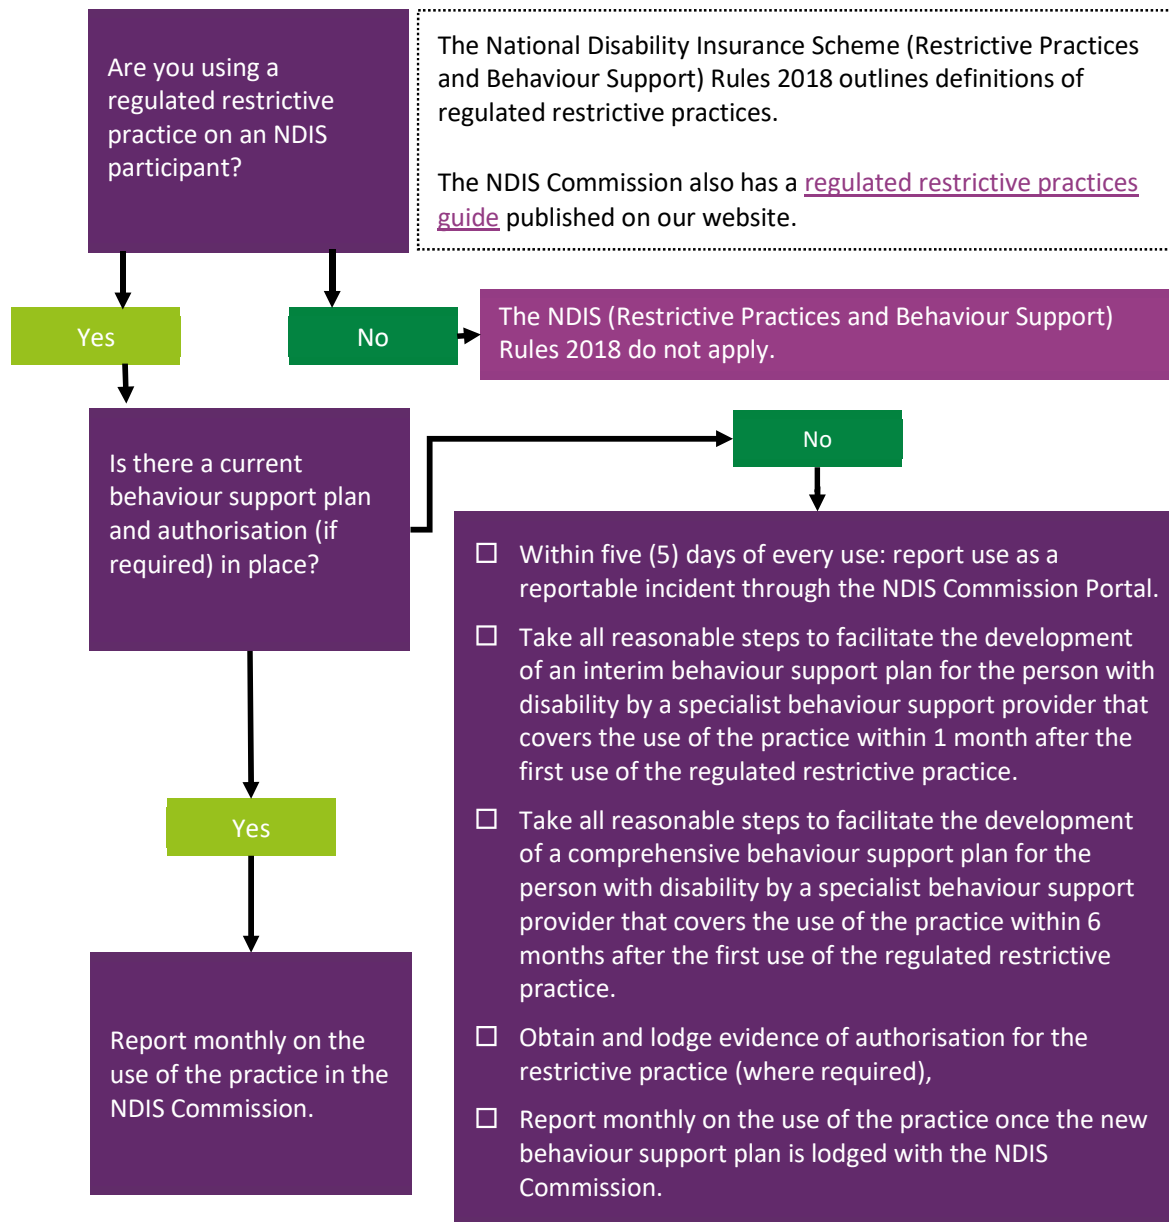 Are you using a
regulated restrictive
practice on an NDIS
participant?
The National Disability Insurance Scheme (Restrictive Practices
and Behaviour Support) Rules 2018 outlines definitions of
regulated restrictive practices.
The NDIS Commission also has a regulated restrictive practices
guide published on our website.
Yes
No
The NDIS (Restrictive Practices and Behaviour Support)
Rules 2018 do not apply.
Is there a current
behaviour support plan
and authorisation (if
required) in place?
No
☐ Within five (5) days of every use: report use as a
reportable incident through the NDIS Commission Portal.
☐ Take all reasonable steps to facilitate the development
of an interim behaviour support plan for the person with
disability by a specialist behaviour support provider that
covers the use of the practice within 1 month after the
first use of the regulated restrictive practice.
☐ Take all reasonable steps to facilitate the development
of a comprehensive behaviour support plan for the
person with disability by a specialist behaviour support
provider that covers the use of the practice within 6
months after the first use of the regulated restrictive
practice.
☐ Obtain and lodge evidence of authorisation for the
restrictive practice (where required),
☐ Report monthly on the use of the practice once the new
behaviour support plan is lodged with the NDIS
Commission.
Yes
Report monthly on the
use of the practice in the
NDIS Commission.